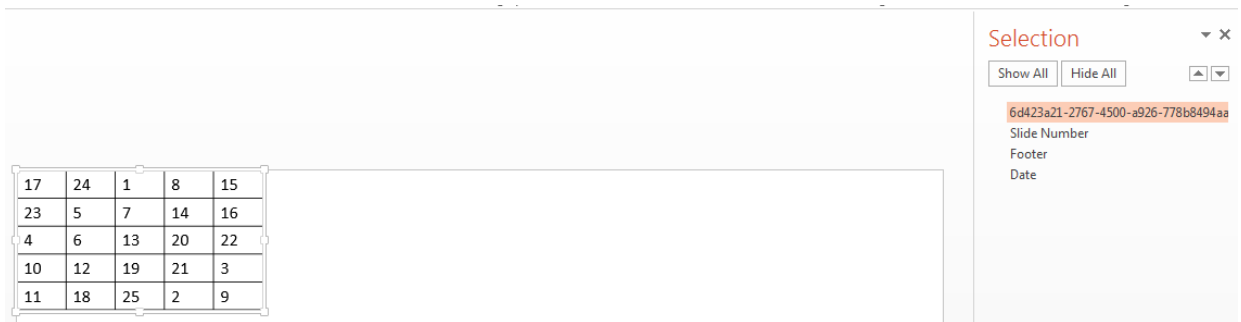 Selection
Show All Hide All
6d423a21-2767-4500-a926-778b8494aa
Slide Number
Footer
Date
17 24 1 8 15
23 5 7 14 16
4 6 13 20 22
10 12 19 21 3
11 18 25 2 9